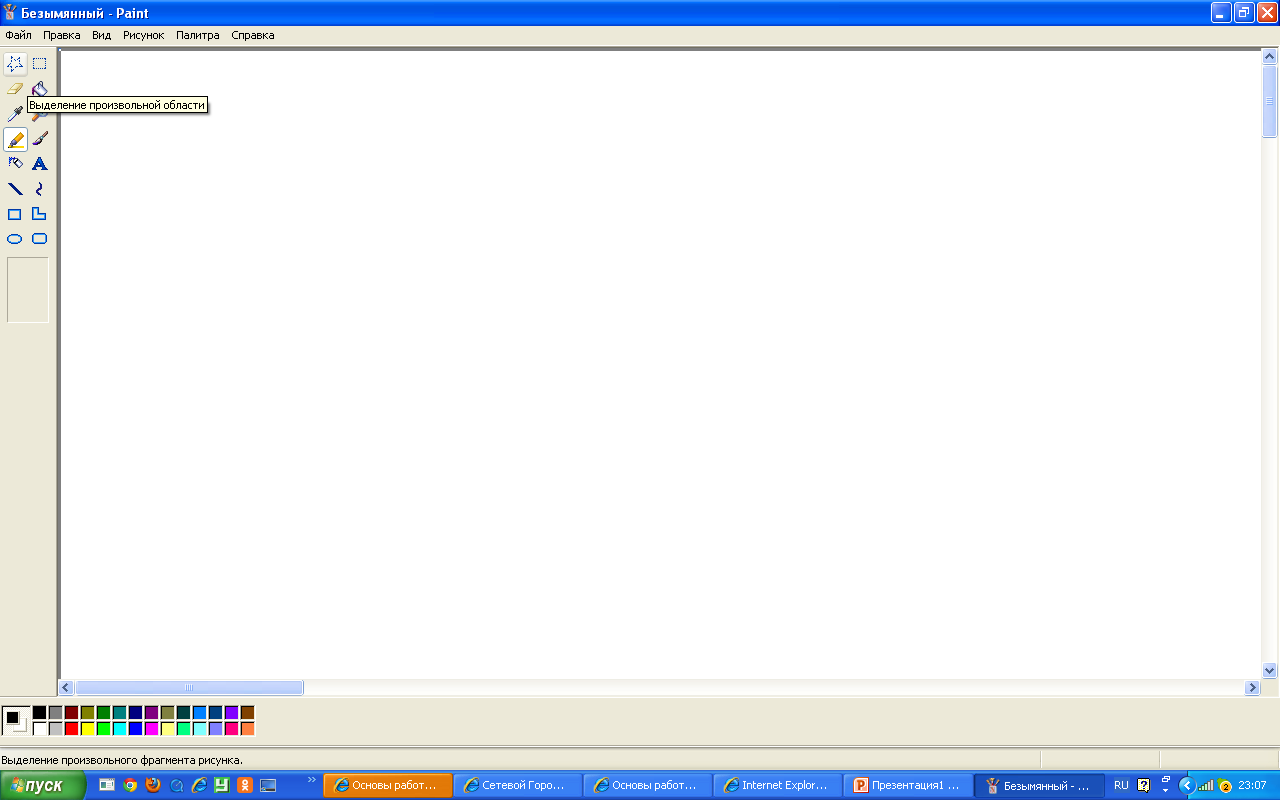 Безымянный - Paint
Файл Правка Вид Рисунок Палитра Справка
Выделение произвольной области
A
Выделение произвольного фрагмента рисунка.
пуск
Основы работ...
Сетевой Горо...
Основы работ...
Internet Explor...
Презентация1 ...
Безымянный - ...
RU
2
23:07